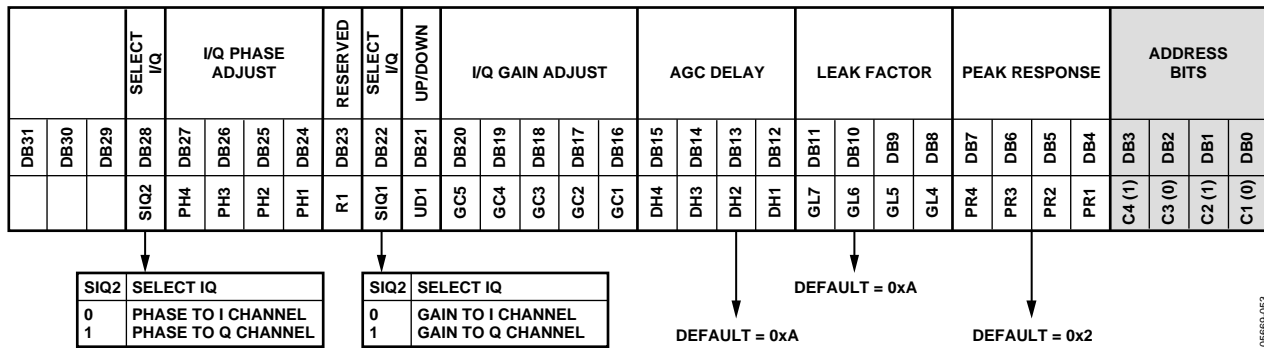 SELECT I/Q
I/Q PHASE ADJUST
RESERVED
SELECT I/Q
UP/DOWN
I/Q GAIN ADJUST
AGC DELAY
LEAK FACTOR
PEAK RESPONSE
ADDRESS BITS
DB31 DB30 DB29 DB28 DB27 DB26 DB25 DB24 DB23 DB22 DB21 DB20 DB19 DB18 DB17 DB16 DB15 DB14 DB13 DB12 DB11 DB10 DB9 DB8 DB7 DB6 DB5 DB4 DB3 DB2 DB1 DB0
SIQ2 PH4 PH3 PH2 PH1 R1 SIQ1 UD1 GC5 GC4 GC3 GC2 GC1 DH4 DH3 DH2 DH1 GL7 GL6 GL5 GL4 PR4 PR3 PR2 PR1 C4 (1) C3 (0) C2 (1) C1 (0)
SIQ2 SELECT IQ
0 PHASE TO I CHANNEL
1 PHASE TO Q CHANNEL
SIQ2 SELECT IQ
0 GAIN TO I CHANNEL
1 GAIN TO Q CHANNEL
DEFAULT = 0xA
DEFAULT = 0xA
DEFAULT = 0x2
05669-053